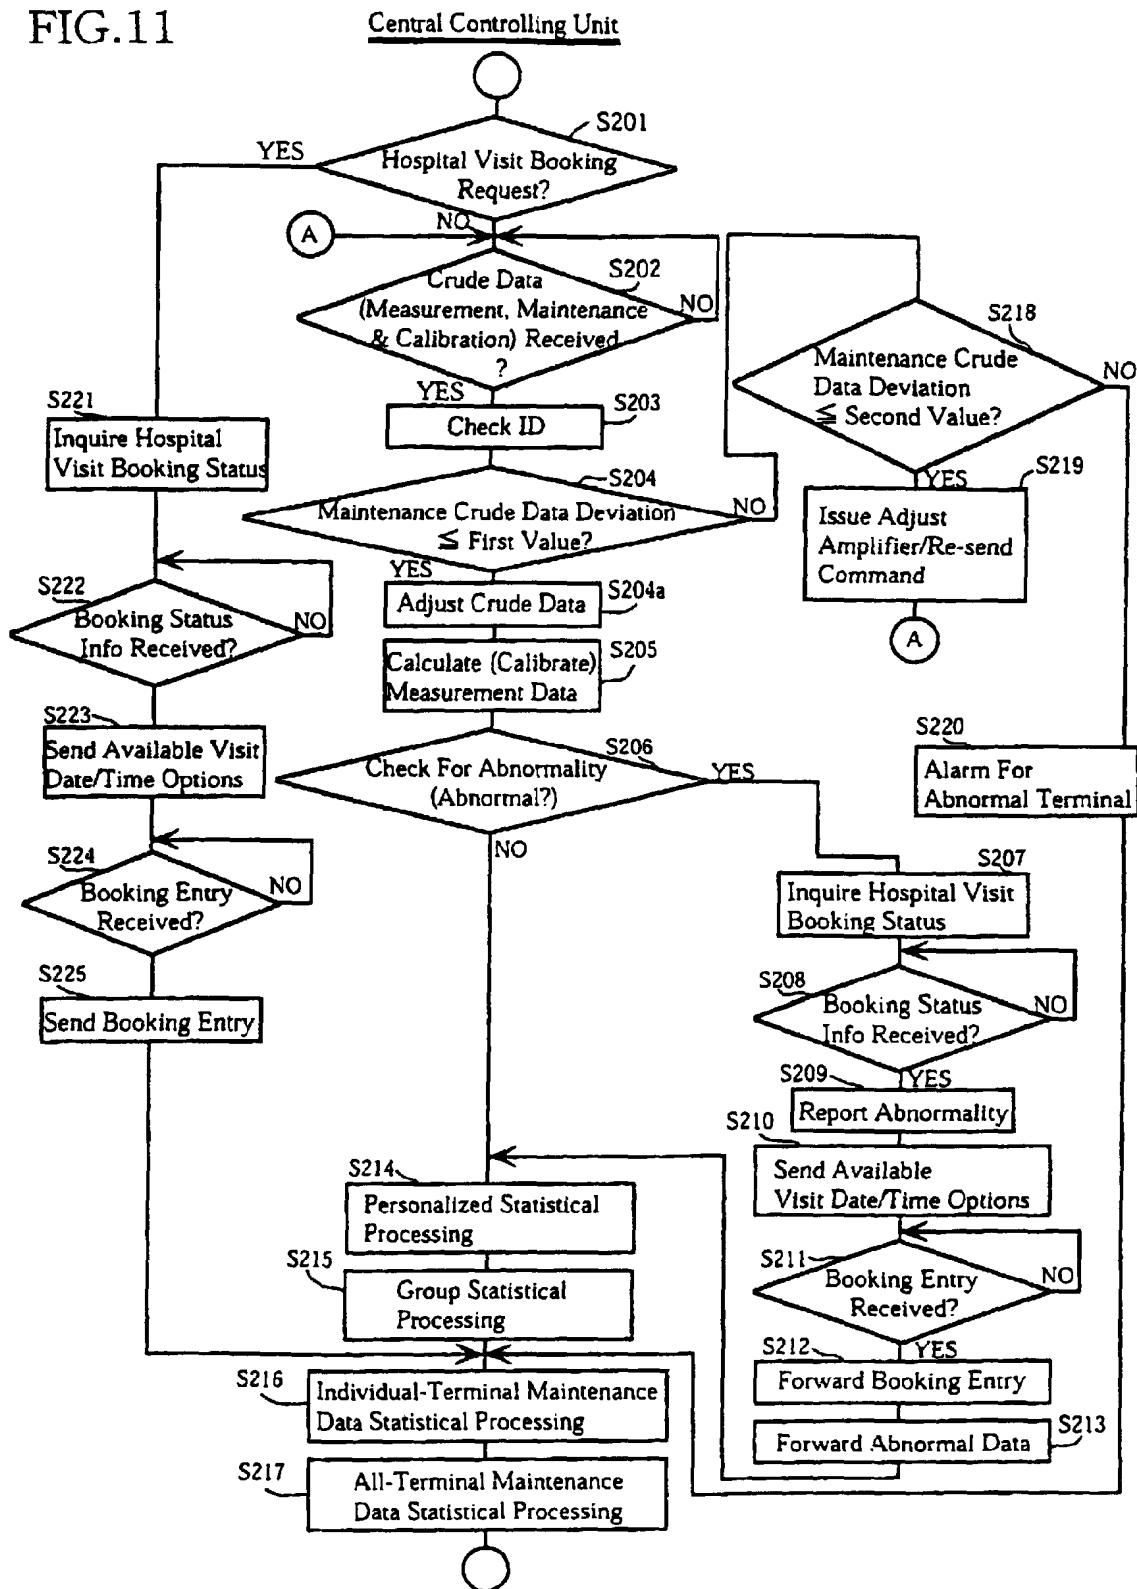 FIG.11
Central Controlling Unit
S201
YES
Hospital Visit Booking
Request?
NO
A
S202
Crude Data
(Measurement, Maintenance
& Calibration) Received
?
NO
YES
S203
Check ID
S204
Maintenance Crude Data Deviation
≦ First Value?
NO
YES
S204a
Adjust Crude Data
S205
Calculate (Calibrate)
Measurement Data
S206
Check For Abnormality
(Abnormal?)
YES
NO
S218
Maintenance Crude
Data Deviation
≦ Second Value?
NO
YES
S219
Issue Adjust
Amplifier/Re-send
Command
A
S220
Alarm For
Abnormal Terminal
S221
Inquire Hospital
Visit Booking Status
S222
Booking Status
Info Received?
NO
S223
Send Available Visit
Date/Time Options
S224
Booking Entry
Received?
NO
S225
Send Booking Entry
S207
Inquire Hospital Visit
Booking Status
S208
Booking Status
Info Received?
NO
YES
S209
Report Abnormality
S210
Send Available
Visit Date/Time Options
S211
Booking Entry
Received?
NO
YES
S212
Forward Booking Entry
S213
Forward Abnormal Data
S214
Personalized Statistical
Processing
S215
Group Statistical
Processing
S216
Individual-Terminal Maintenance
Data Statistical Processing
S217
All-Terminal Maintenance
Data Statistical Processing